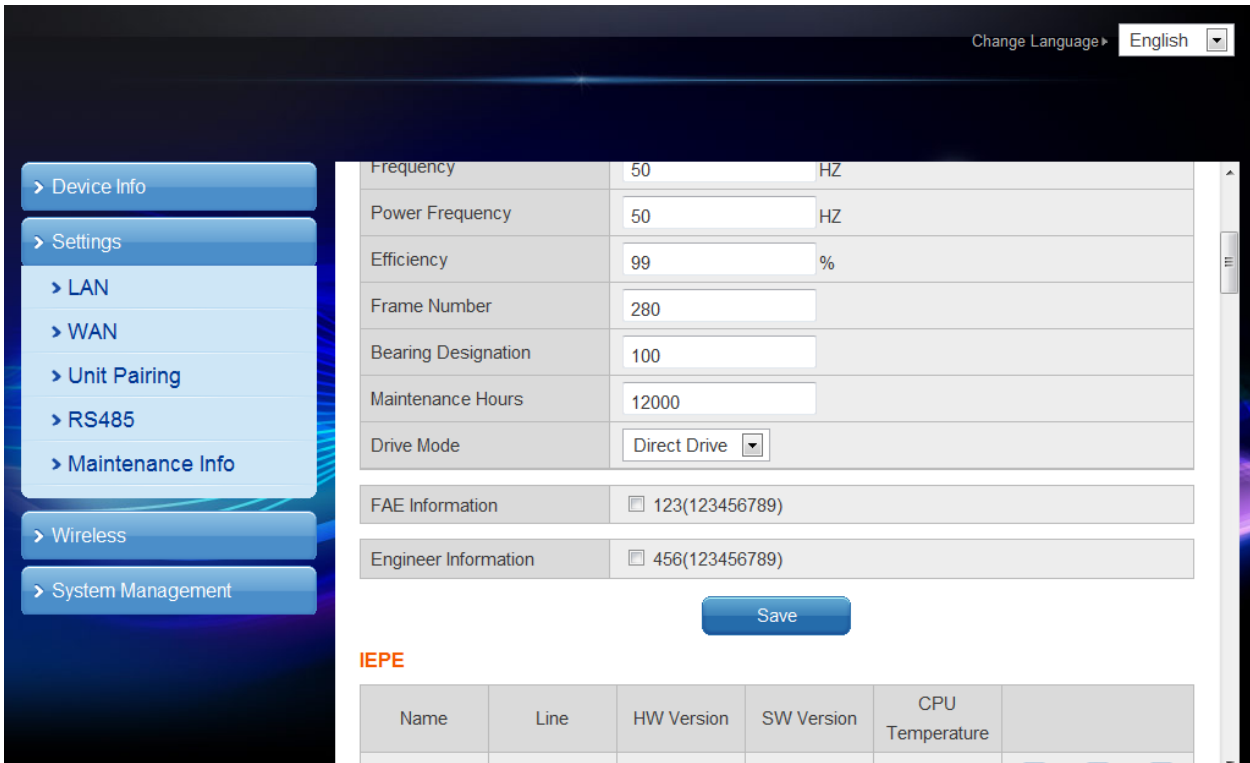 Change Language
English
Device Info
Settings
LAN
WAN
Unit Pairing
RS485
Maintenance Info
Wireless
System Management
Frequency 50 HZ
Power Frequency 50 HZ
Efficiency 99 %
Frame Number 280
Bearing Designation 100
Maintenance Hours 12000
Drive Mode Direct Drive
FAE Information 123(123456789)
Engineer Information 456(123456789)
Save
IEPE
Name Line HW Version SW Version CPU Temperature